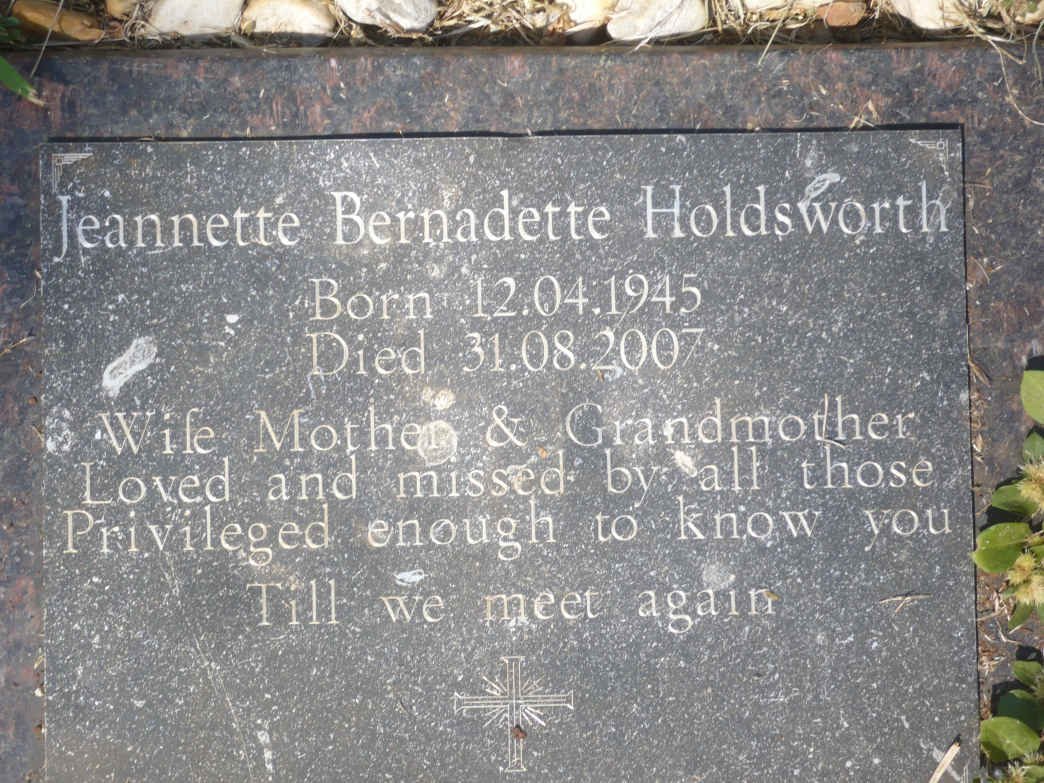 Jeannette Bernadette Holdsworth
Born 12.04.1945
Died 31.08.2007
Wife Mother & Grandmother
Loved and missed by all those
Privileged enough to know you
Till we meet again